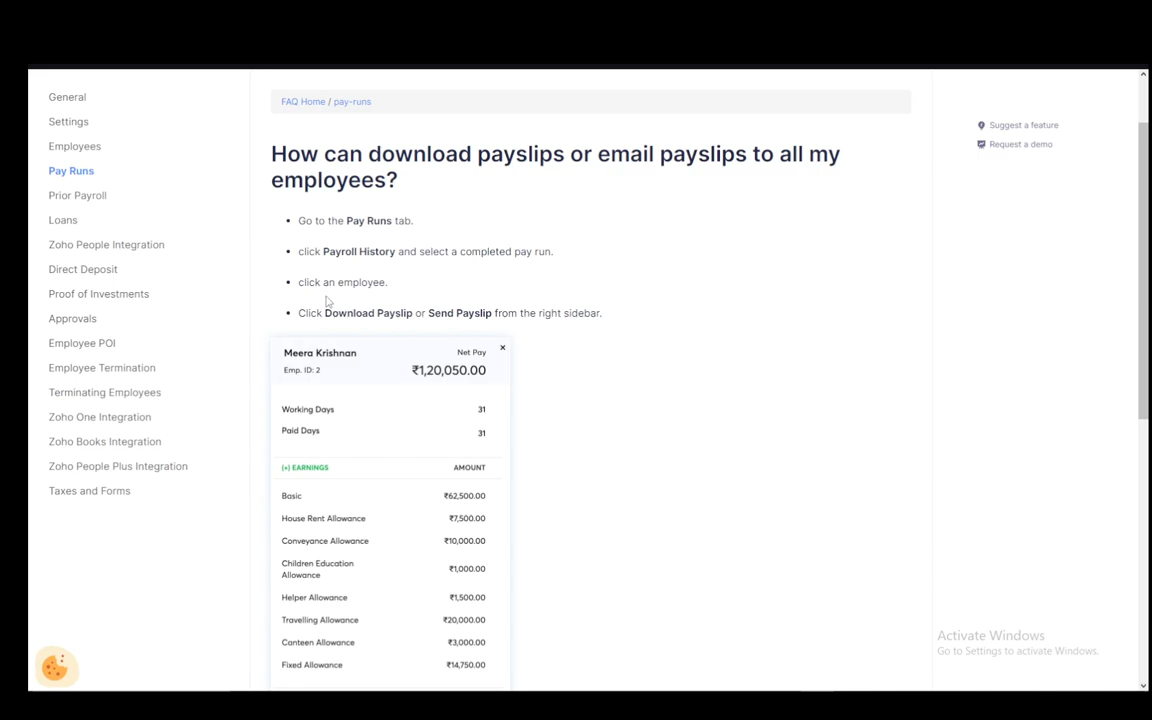 General
Settings
Employees
Pay Runs
Prior Payroll
Loans
Zoho People Integration
Direct Deposit
Proof of Investments
Approvals
Employee POI
Employee Termination
Terminating Employees
Zoho One Integration
Zoho Books Integration
Zoho People Plus Integration
Taxes and Forms
FAQ Home / pay-runs
How can download payslips or email payslips to all my
employees?
• Go to the Pay Runs tab.
• click Payroll History and select a completed pay run.
• click an employee.
• Click Download Payslip or Send Payslip from the right sidebar.
Meera Krishnan Net Pay ×
Emp. ID: 2 ₹1,20,050.00
Working Days 31
Paid Days 31
(+) EARNINGS AMOUNT
Basic ₹62,500.00
House Rent Allowance ₹7,500.00
Conveyance Allowance ₹10,000.00
Children Education
Allowance ₹1,000.00
Helper Allowance ₹1,500.00
Travelling Allowance ₹20,000.00
Canteen Allowance ₹3,000.00
Fixed Allowance ₹14,750.00
Suggest a feature
Request a demo
Activate Windows
Go to Settings to activate Windows.